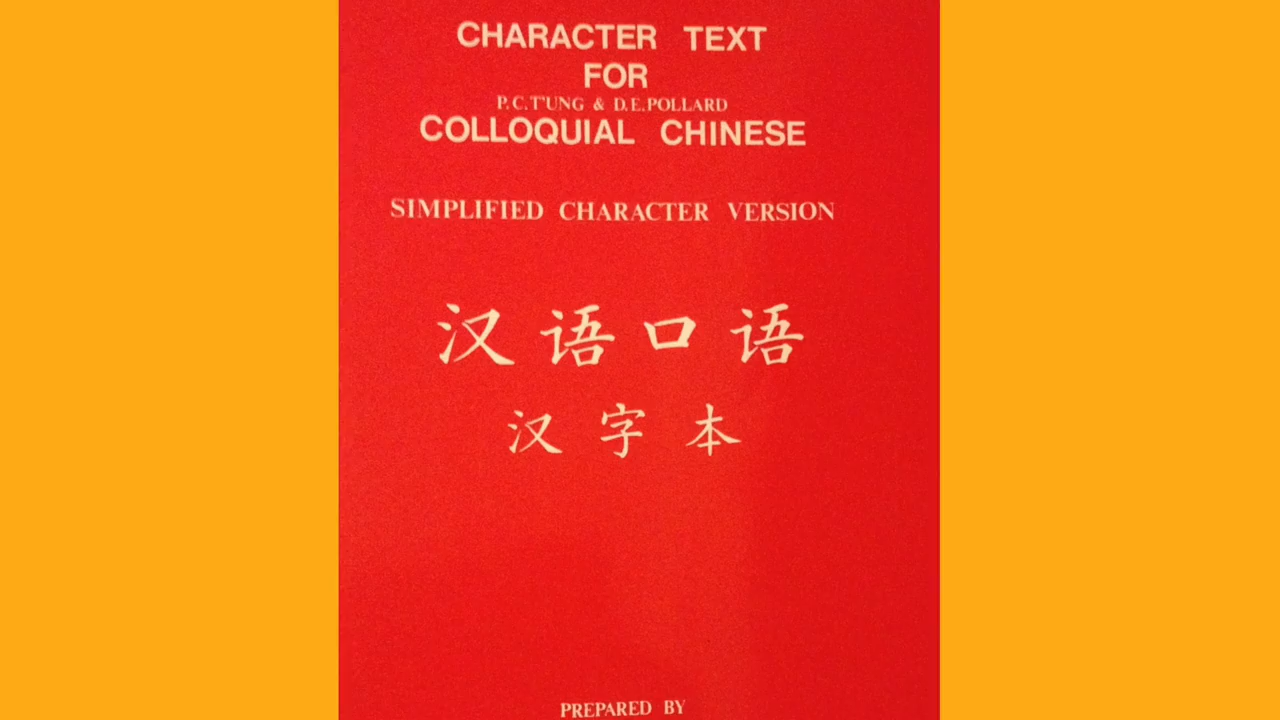 CHARACTER TEXT
FOR
P.C.T'UNG & D.E.POLLARD
COLLOQUIAL CHINESE
SIMPLIFIED CHARACTER VERSION
汉语口语
汉字本
PREPARED BY